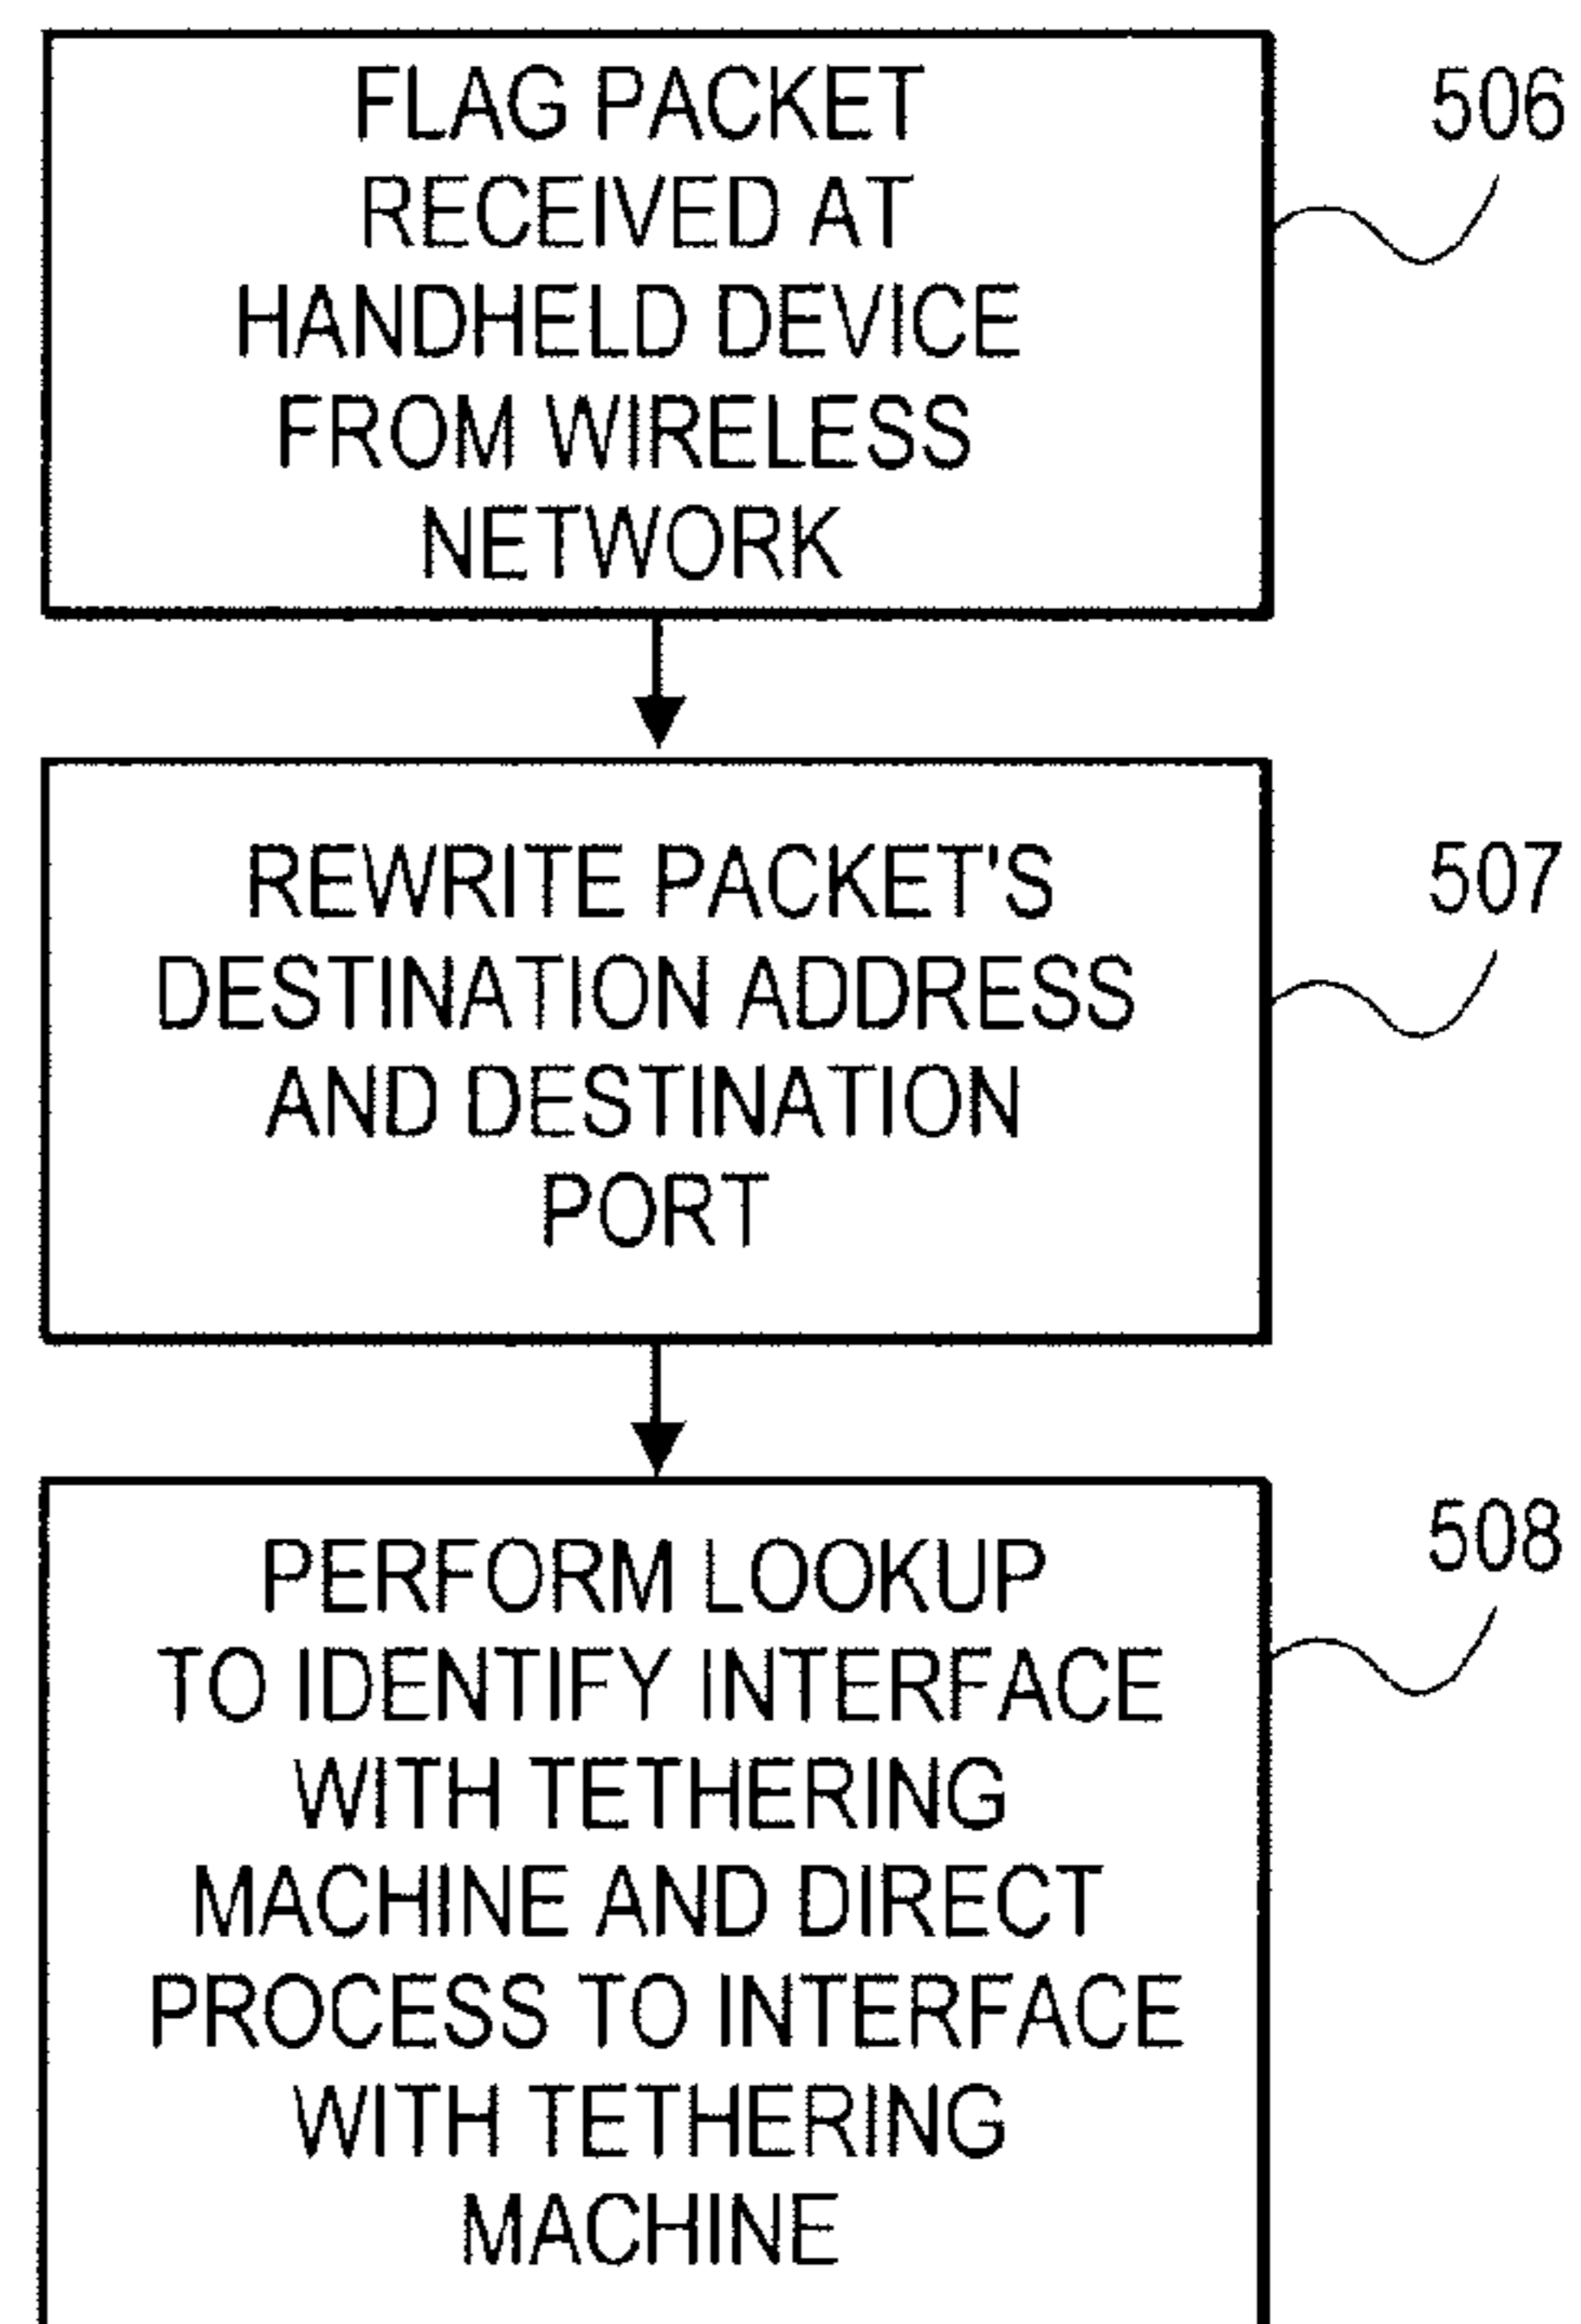 FLAG PACKET
RECEIVED AT
HANDHELD DEVICE
FROM WIRELESS
NETWORK
506
REWRITE PACKET'S
DESTINATION ADDRESS
AND DESTINATION
PORT
507
PERFORM LOOKUP
TO IDENTIFY INTERFACE
WITH TETHERING
MACHINE AND DIRECT
PROCESS TO INTERFACE
WITH TETHERING
MACHINE
508